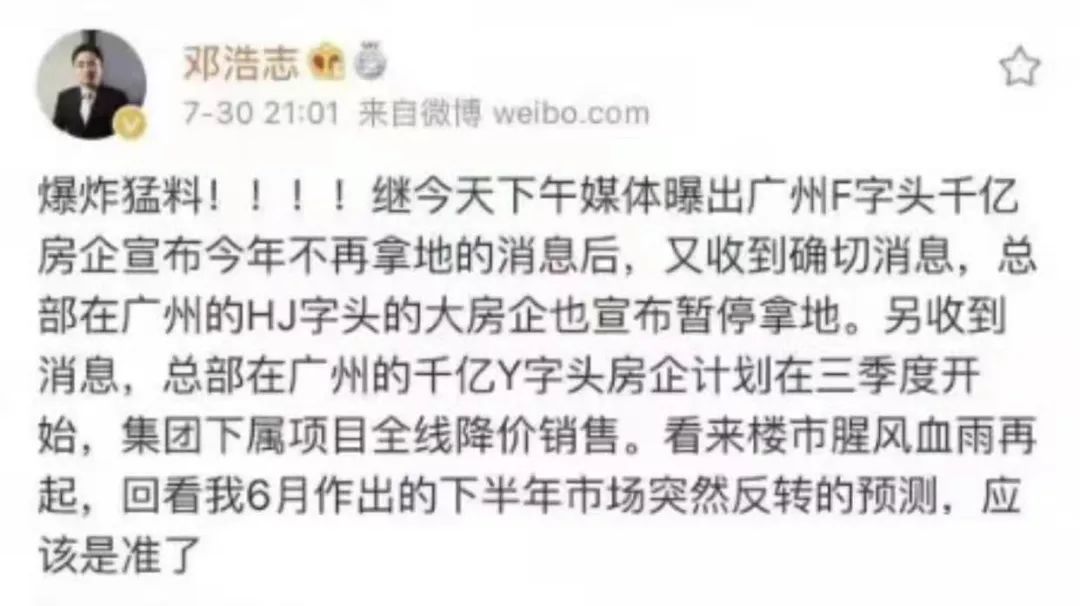 邓浩志
7-30 21:01 来自微博 weibo.com
爆炸猛料！！！！继今天下午媒体曝出广州F字头千亿
房企宣布今年不再拿地的消息后，又收到确切消息，总
部在广州的HJ字头的大房企也宣布暂停拿地。另收到
消息，总部在广州的千亿Y字头房企计划在三季度开
始，集团下属项目全线降价销售。看来楼市腥风血雨再
起，回看我6月作出的下半年市场突然反转的预测，应
该是准了